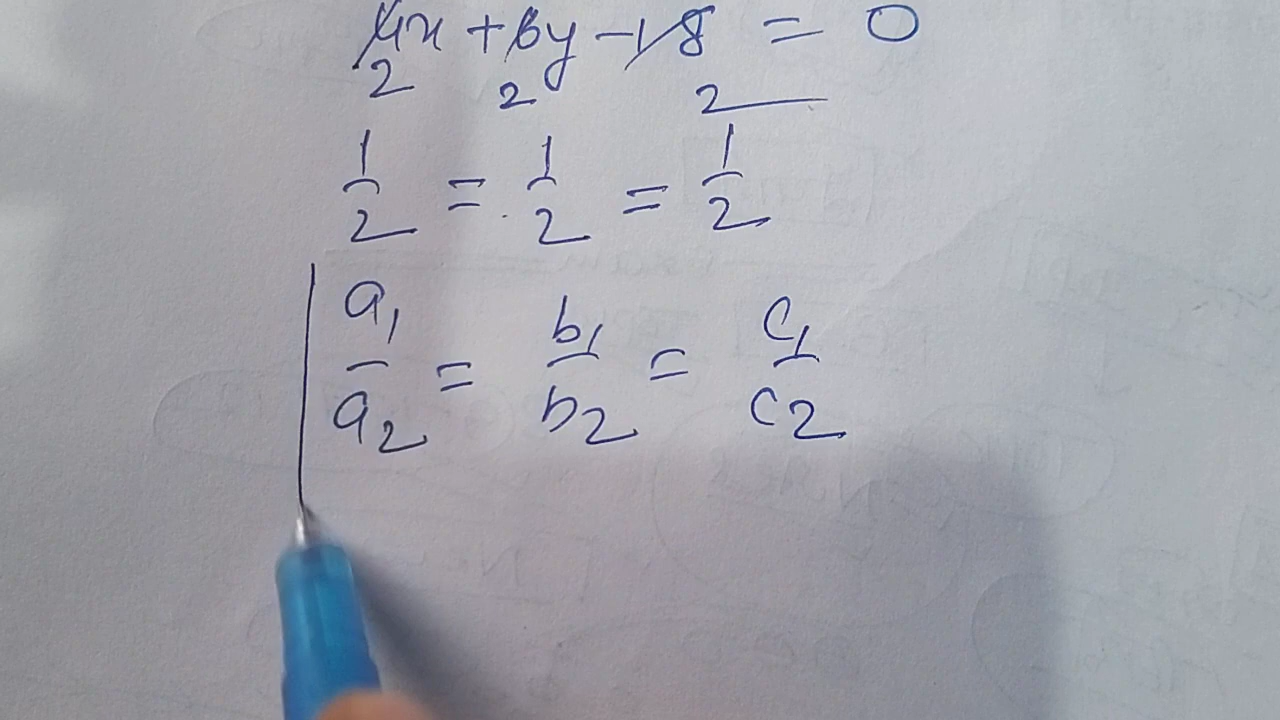 4x + 6y - 18 = 0
2 2 2
1/2 = 1/2 = 1/2
a1/a2 = b1/b2 = c1/c2